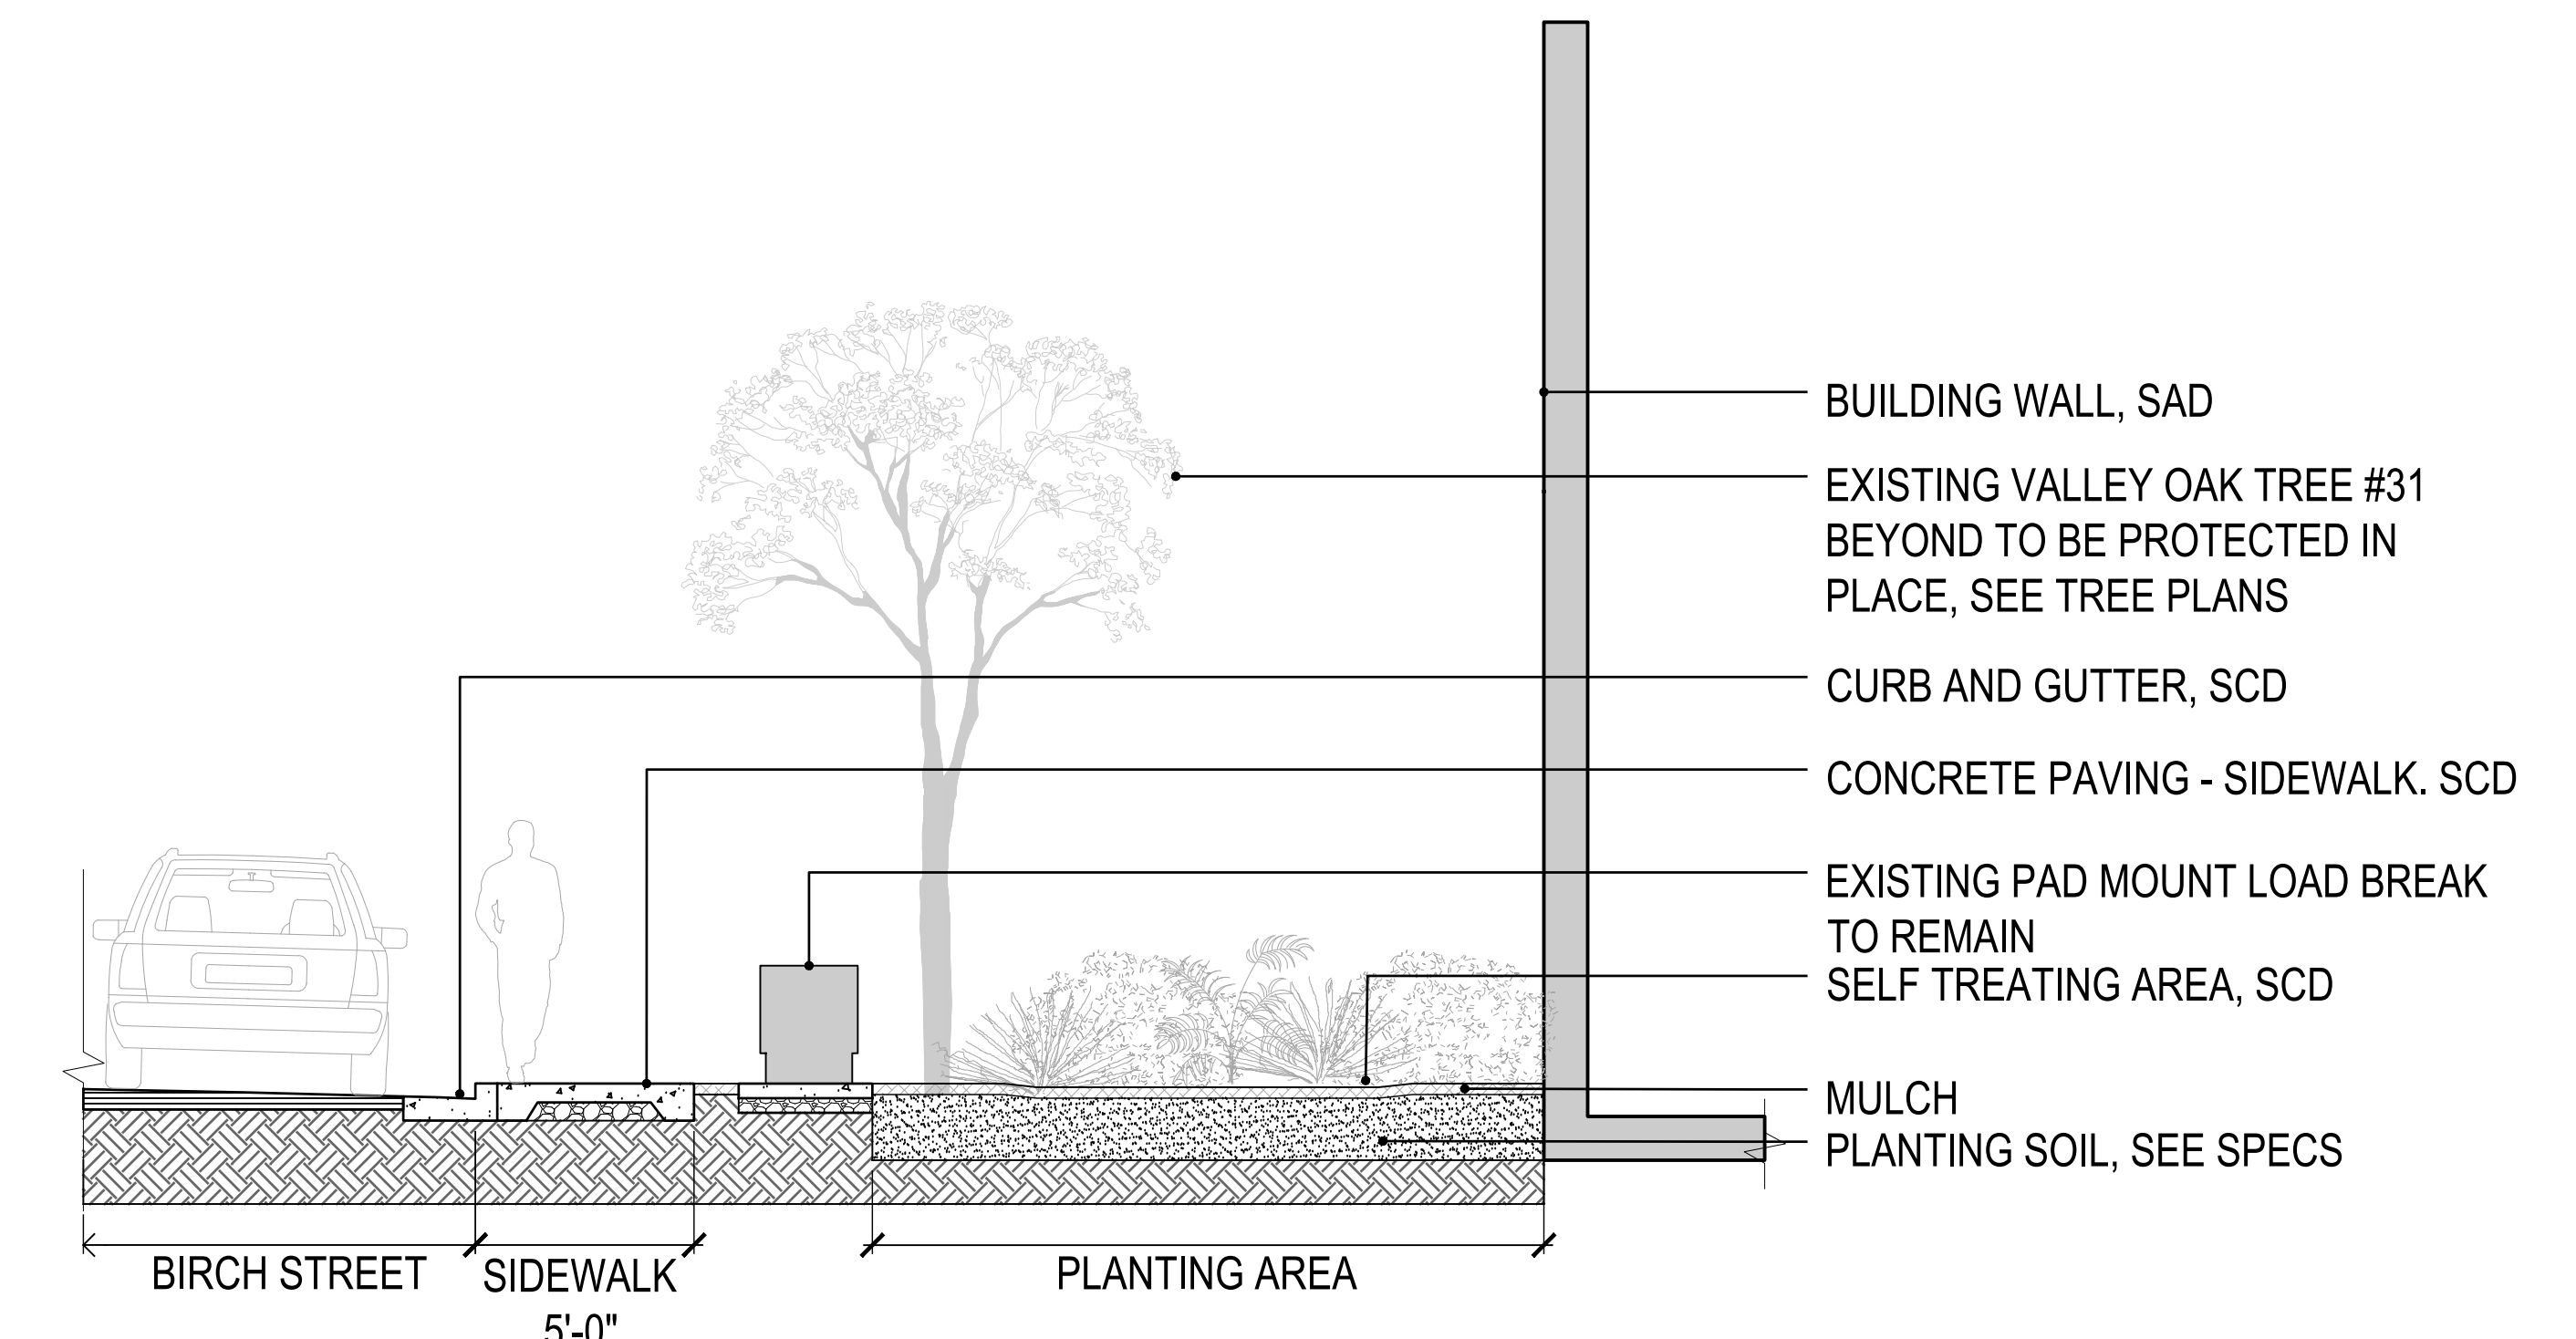 BUILDING WALL, SAD
EXISTING VALLEY OAK TREE #31
BEYOND TO BE PROTECTED IN
PLACE, SEE TREE PLANS
CURB AND GUTTER, SCD
CONCRETE PAVING - SIDEWALK. SCD
EXISTING PAD MOUNT LOAD BREAK
TO REMAIN
SELF TREATING AREA, SCD
MULCH
PLANTING SOIL, SEE SPECS
BIRCH STREET
SIDEWALK
5'-0"
PLANTING AREA